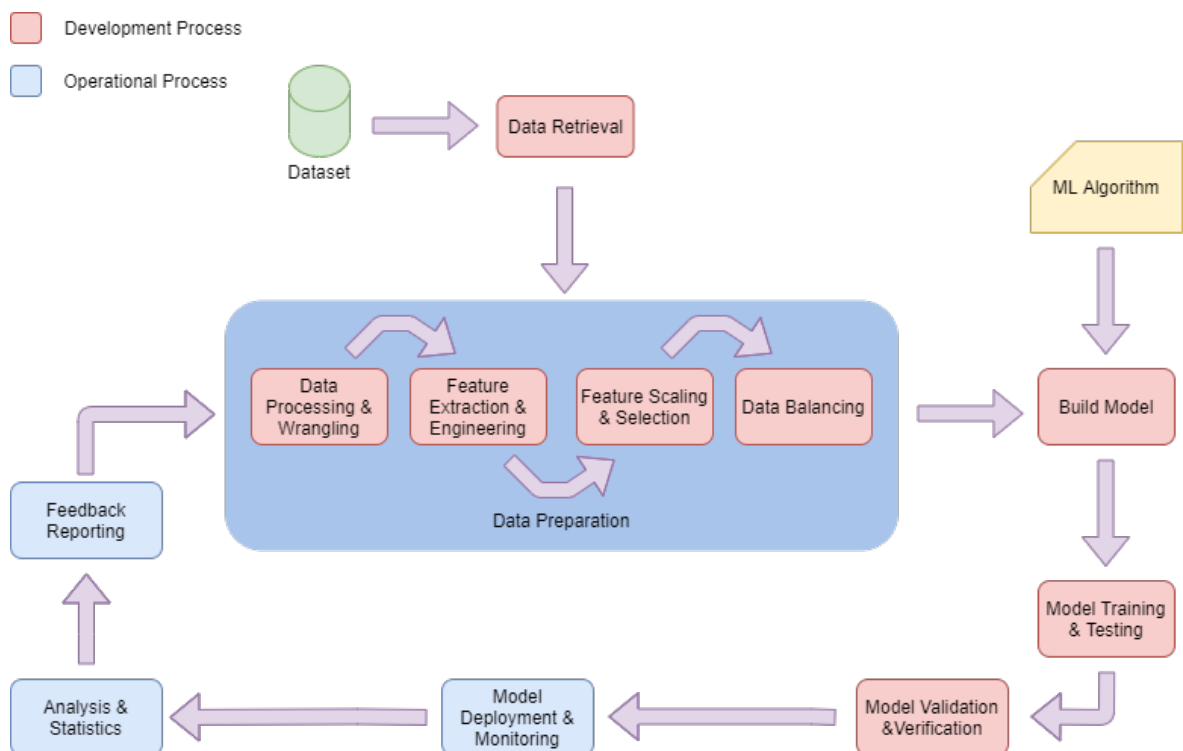 Development Process
Operational Process
Dataset
Data Retrieval
ML Algorithm
Data
Processing &
Wrangling
Feature
Extraction &
Engineering
Feature Scaling
& Selection
Data Balancing
Build Model
Data Preparation
Feedback
Reporting
Model Training
& Testing
Analysis &
Statistics
Model
Deployment &
Monitoring
Model Validation
&Verification